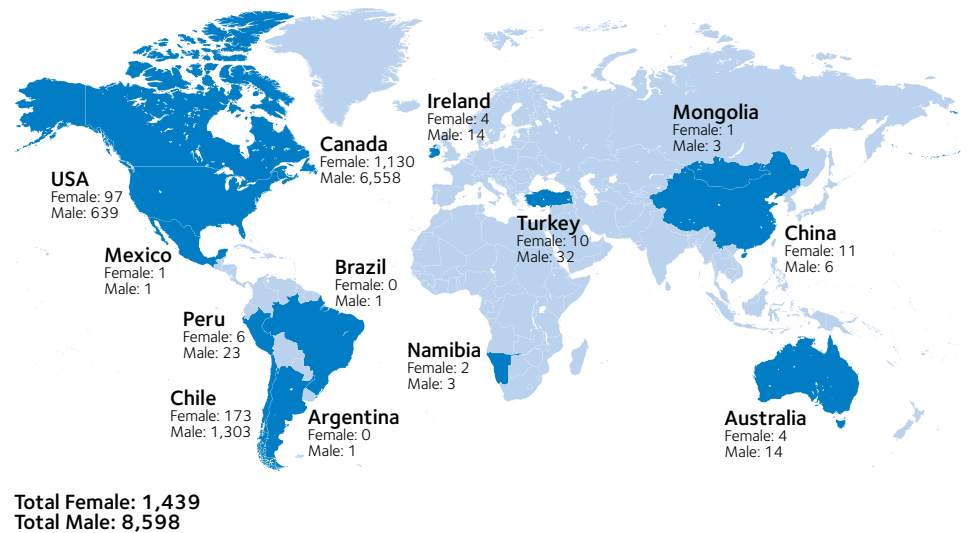 Ireland
Female: 4
Male: 14
Mongolia
Female: 1
Male: 3
Canada
Female: 1,130
Male: 6,558
USA
Female: 97
Male: 639
Turkey
Female: 10
Male: 32
China
Female: 11
Male: 6
Mexico
Female: 1
Male: 1
Brazil
Female: 0
Male: 1
Peru
Female: 6
Male: 23
Namibia
Female: 2
Male: 3
Chile
Female: 173
Male: 1,303
Argentina
Female: 0
Male: 1
Australia
Female: 4
Male: 14
Total Female: 1,439
Total Male: 8,598